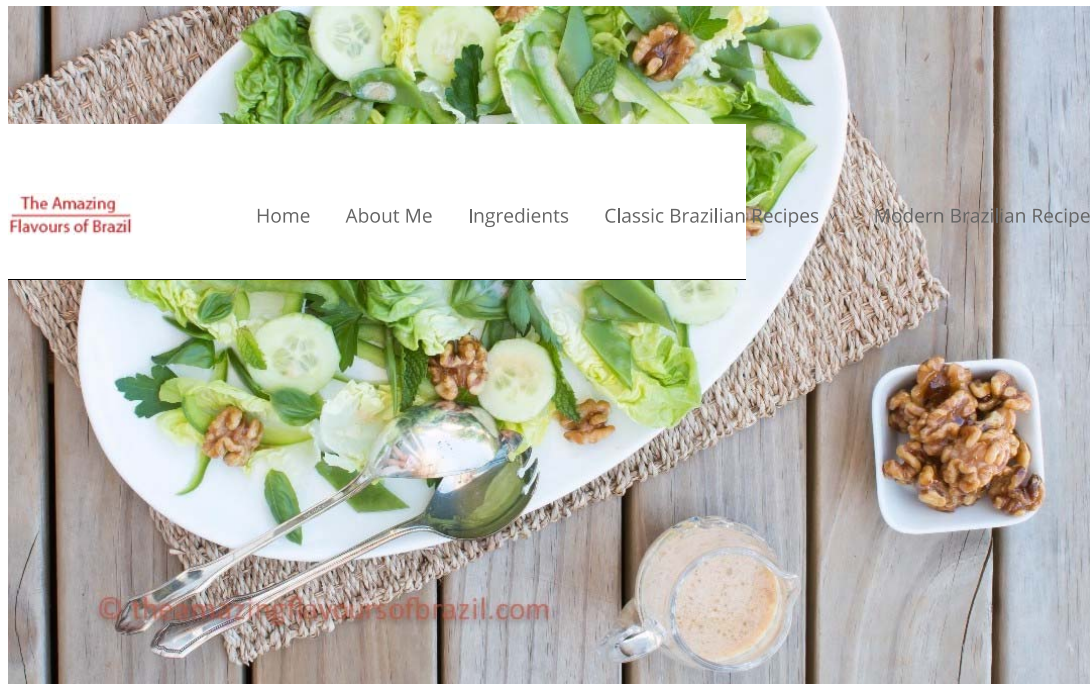 The Amazing
Flavours of Brazil
Home About Me Ingredients Classic Brazilian Recipes Modern Brazilian Recipe
© theamazingflavoursofbrazil.com